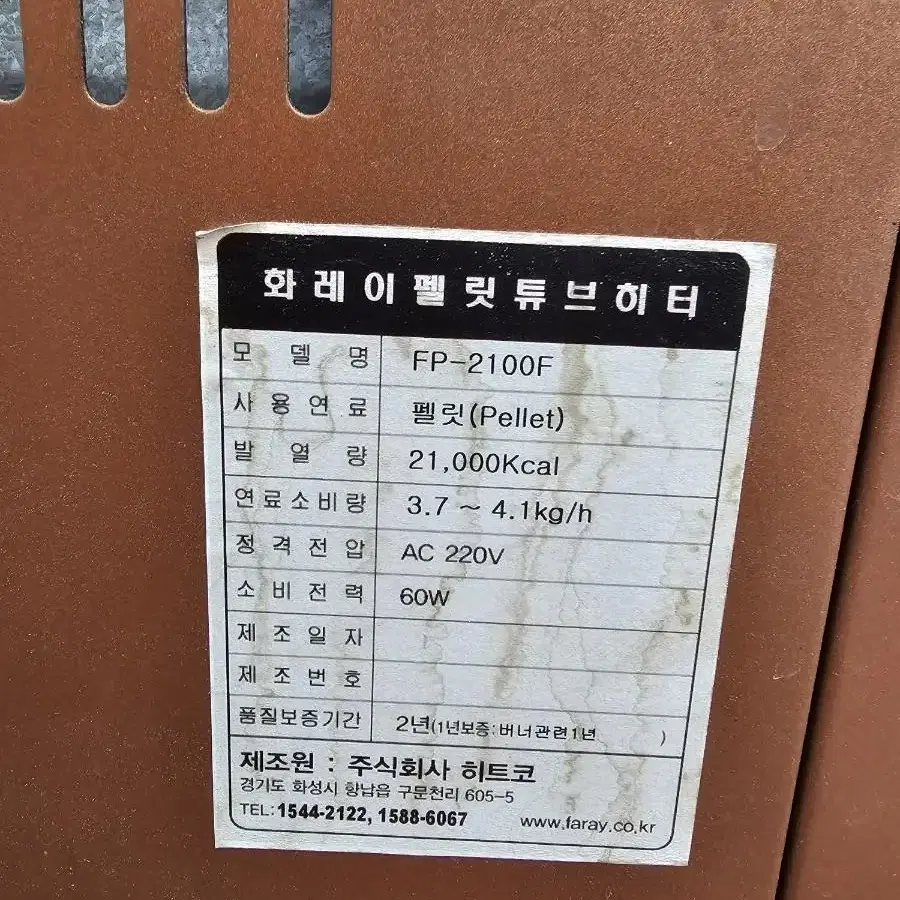 화레이펠릿튜브히터
모델명 FP-2100F
사용연료 펠릿(Pellet)
발열량 21,000Kcal
연료소비량 3.7 ~ 4.1kg/h
정격전압 AC 220V
소비전력 60W
제조일자
제조번호
품질보증기간 2년(1년보증:버너관련1년 )
제조원 : 주식회사 히트코
경기도 화성시 향남읍 구문천리 605-5
TEL:1544-2122, 1588-6067 www.faray.co.kr